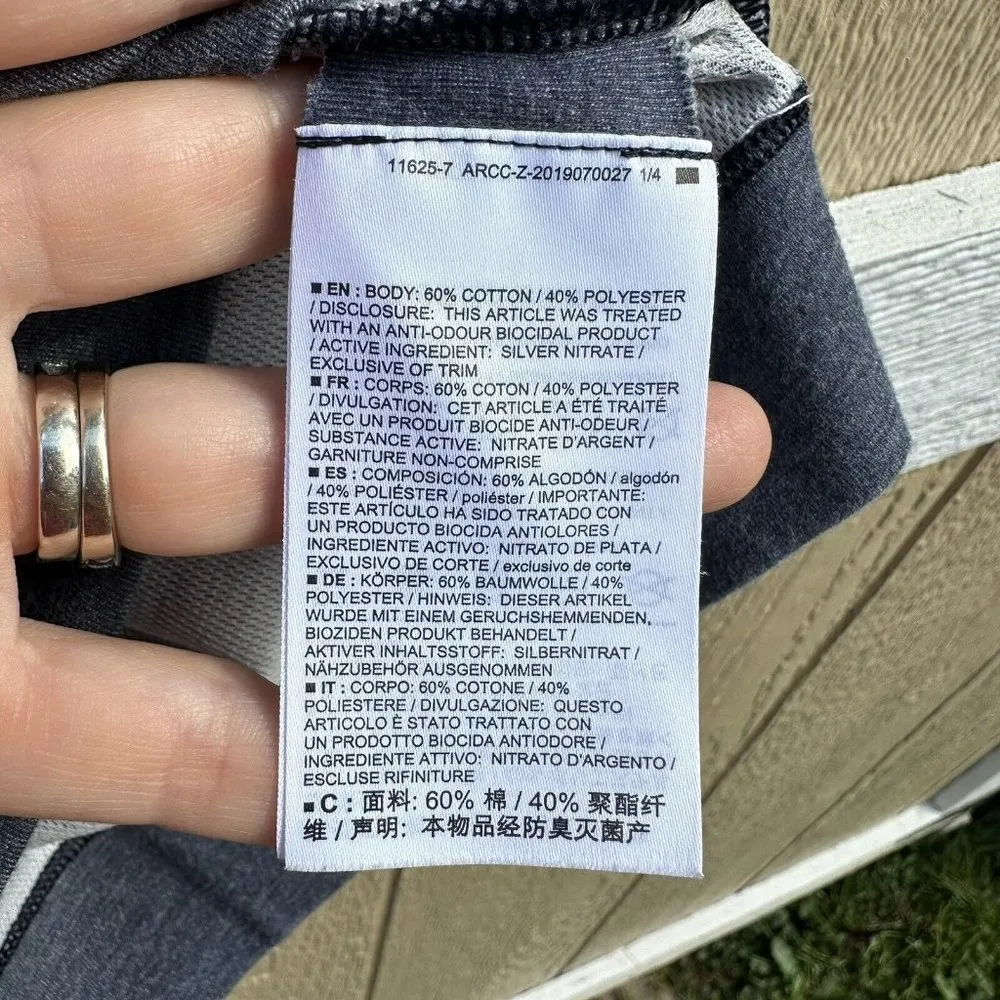 11625-7 ARCC-Z-2019070027 1/4
EN : BODY: 60% COTTON / 40% POLYESTER
/ DISCLOSURE: THIS ARTICLE WAS TREATED
WITH AN ANTI-ODOUR BIOCIDAL PRODUCT
/ ACTIVE INGREDIENT: SILVER NITRATE /
EXCLUSIVE OF TRIM
FR : CORPS: 60% COTON / 40% POLYESTER
/ DIVULGATION: CET ARTICLE A ÉTÉ TRAITÉ
AVEC UN PRODUIT BIOCIDE ANTI-ODEUR /
SUBSTANCE ACTIVE: NITRATE D'ARGENT /
GARNITURE NON-COMPRISE
ES : COMPOSICIÓN: 60% ALGODÓN / algodón
/ 40% POLIÉSTER / poliéster / IMPORTANTE:
ESTE ARTÍCULO HA SIDO TRATADO CON
UN PRODUCTO BIOCIDA ANTIOLORES /
INGREDIENTE ACTIVO: NITRATO DE PLATA /
EXCLUSIVO DE CORTE / exclusivo de corte
DE : KÖRPER: 60% BAUMWOLLE / 40%
POLYESTER / HINWEIS: DIESER ARTIKEL
WURDE MIT EINEM GERUCHSHEMMENDEN,
BIOZIDEN PRODUKT BEHANDELT /
AKTIVER INHALTSSTOFF: SILBERNITRAT /
NÄHZUBEHÖR AUSGENOMMEN
IT : CORPO: 60% COTONE / 40%
POLIESTERE / DIVULGAZIONE: QUESTO
ARTICOLO È STATO TRATTATO CON
UN PRODOTTO BIOCIDA ANTIODORE /
INGREDIENTE ATTIVO: NITRATO D'ARGENTO /
ESCLUSE RIFINITURE
C : 面料: 60% 棉 / 40% 聚酯纤
维 / 声明: 本物品经防臭灭菌产